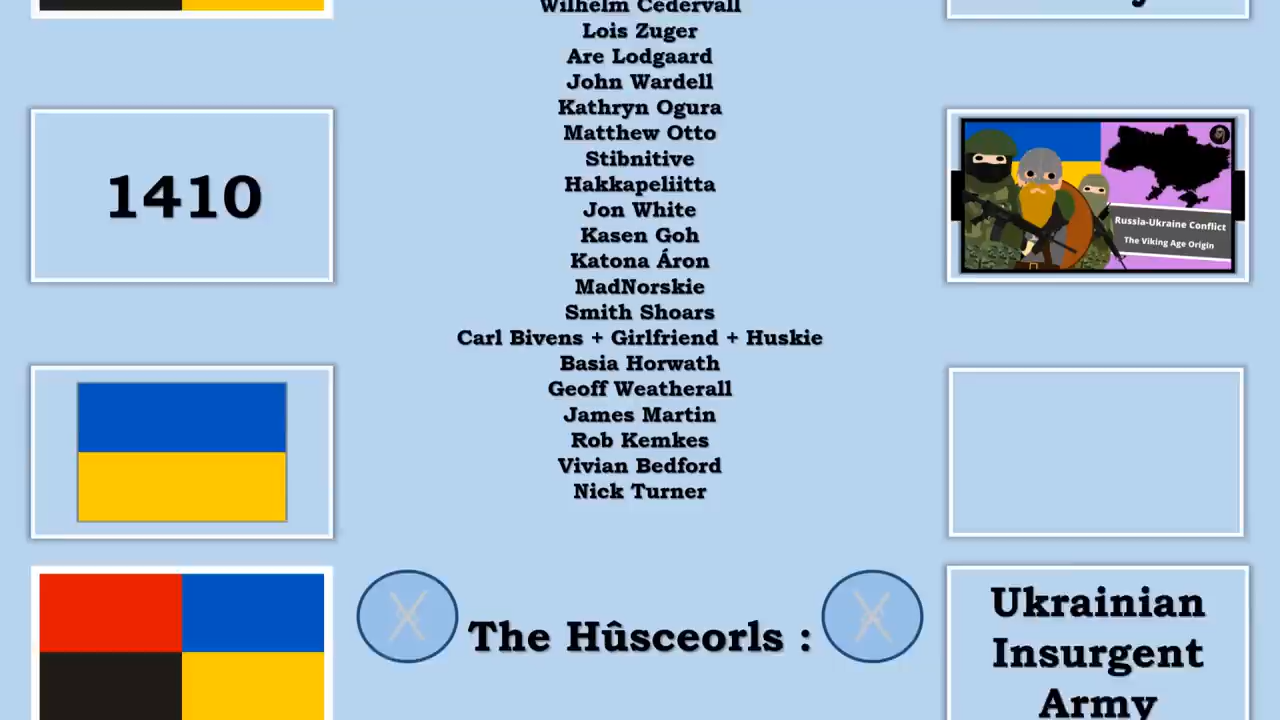 Wilhelm Cedervall
Lois Zuger
Are Lodgaard
John Wardell
Kathryn Ogura
Matthew Otto
Stibnitive
Hakkapeliitta
Jon White
Kasen Goh
Katona Áron
MadNorskie
Smith Shoars
Carl Bivens + Girlfriend + Huskie
Basia Horwath
Geoff Weatherall
James Martin
Rob Kemkes
Vivian Bedford
Nick Turner
The Hûsceorls :
1410
Russia-Ukraine Conflict
The Viking Age Origin
Ukrainian
Insurgent
Army